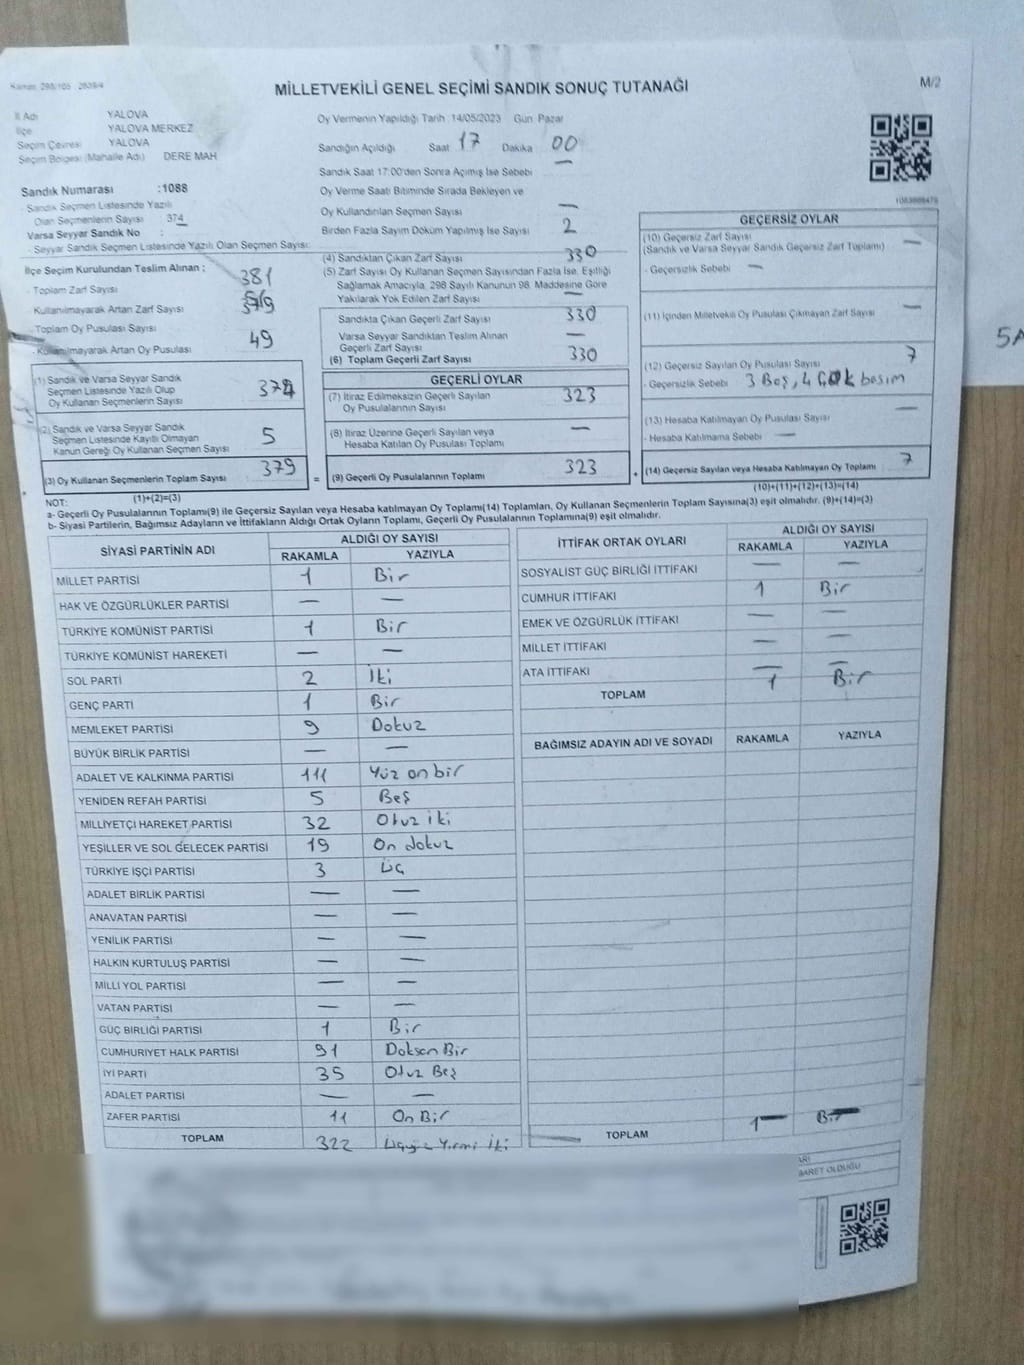 MİLLETVEKİLİ GENEL SEÇİMİ SANDIK SONUÇ TUTANAĞI
M/2
İl Adı YALOVA
İlçe YALOVA MERKEZ
Seçim Çevresi YALOVA
Seçim Bölgesi (Mahalle Adı) DERE MAH
Oy Vermenin Yapıldığı Tarih :14/05/2023 Gün: Pazar
Sandığın Açıldığı Saat 17 Dakika 00
Sandık Saat 17:00'den Sonra Açımış İse Sebebi —
Oy Verme Saati Bitiminde Sırada Bekleyen ve
Oy Kullandırılan Seçmen Sayısı —
Birden Fazla Sayım Döküm Yapılmış İse Sayısı 2
Sandık Numarası :1088
- Sandık Seçmen Listesinde Yazılı
Olan Seçmenlerin Sayısı 374
Varsa Seyyar Sandık No :
- Seyyar Sandık Seçmen Listesinde Yazılı Olan Seçmen Sayısı:
İlçe Seçim Kurulundan Teslim Alınan :
- Toplam Zarf Sayısı 381
- Kullanılmayarak Artan Zarf Sayısı
- Toplam Oy Pusulası Sayısı 49
- Kullanılmayarak Artan Oy Pusulası
(1) Sandık ve Varsa Seyyar Sandık
Seçmen Listesinde Yazılı Olup
Oy Kullanan Seçmenlerin Sayısı
(2) Sandık ve Varsa Seyyar Sandık
Seçmen Listesinde Kayıtlı Olmayan
Kanun Gereği Oy Kullanan Seçmen Sayısı 5
(3) Oy Kullanan Seçmenlerin Toplam Sayısı 379
(1)+(2)=(3)
(4) Sandıktan Çıkan Zarf Sayısı 330
(5) Zarf Sayısı Oy Kullanan Seçmen Sayısından Fazla İse, Eşitliği
Sağlamak Amacıyla, 298 Sayılı Kanunun 98. Maddesine Göre
Yakılarak Yok Edilen Zarf Sayısı —
Sandıkta Çıkan Geçerli Zarf Sayısı 330
Varsa Seyyar Sandıktan Teslim Alınan
Geçerli Zarf Sayısı —
(6) Toplam Geçerli Zarf Sayısı 330
GEÇERLİ OYLAR
(7) İtiraz Edilmeksizin Geçerli Sayılan
Oy Pusulalarının Sayısı 323
(8) İtiraz Üzerine Geçerli Sayılan veya
Hesaba Katılan Oy Pusulası Toplamı —
= (9) Geçerli Oy Pusulalarının Toplamı 323 +
GEÇERSİZ OYLAR
(10) Geçersiz Zarf Sayısı —
(Sandık ve Varsa Seyyar Sandık Geçersiz Zarf Toplamı)
- Geçersizlik Sebebi —
(11) İçinden Milletvekili Oy Pusulası Çıkmayan Zarf Sayısı —
(12) Geçersiz Sayılan Oy Pusulası Sayısı 7
- Geçersizlik Sebebi 3 Boş, 4 Çok basım
(13) Hesaba Katılmayan Oy Pusulası Sayısı —
- Hesaba Katılmama Sebebi —
(14) Geçersiz Sayılan veya Hesaba Katılmayan Oy Toplamı 7
(10)+(11)+(12)+(13)=(14)
NOT:
a- Geçerli Oy Pusulalarının Toplamı(9) ile Geçersiz Sayılan veya Hesaba katılmayan Oy Toplamı(14) Toplamları, Oy Kullanan Seçmenlerin Toplam Sayısına(3) eşit olmalıdır. (9)+(14)=(3)
b- Siyasi Partilerin, Bağımsız Adayların ve İttifakların Aldığı Ortak Oyların Toplamı, Geçerli Oy Pusulalarının Toplamına(9) eşit olmalıdır.
SİYASİ PARTİNİN ADI ALDIĞI OY SAYISI
RAKAMLA YAZIYLA
MİLLET PARTİSİ 1 Bir
HAK VE ÖZGÜRLÜKLER PARTİSİ — —
TÜRKİYE KOMÜNİST PARTİSİ 1 Bir
TÜRKİYE KOMÜNİST HAREKETİ — —
SOL PARTİ 2 İki
GENÇ PARTİ 1 Bir
MEMLEKET PARTİSİ 9 Dokuz
BÜYÜK BİRLİK PARTİSİ — —
ADALET VE KALKINMA PARTİSİ 111 Yüz on bir
YENİDEN REFAH PARTİSİ 5 Beş
MİLLİYETÇİ HAREKET PARTİSİ 32 Otuz iki
YEŞİLLER VE SOL GELECEK PARTİSİ 19 On dokuz
TÜRKİYE İŞÇİ PARTİSİ 3 Üç
ADALET BİRLİK PARTİSİ — —
ANAVATAN PARTİSİ — —
YENİLİK PARTİSİ — —
HALKIN KURTULUŞ PARTİSİ — —
MİLLİ YOL PARTİSİ — —
VATAN PARTİSİ — —
GÜÇ BİRLİĞİ PARTİSİ 1 Bir
CUMHURİYET HALK PARTİSİ 91 Doksan Bir
İYİ PARTİ 35 Otuz Beş
ADALET PARTİSİ — —
ZAFER PARTİSİ 11 On Bir
TOPLAM 322 Üçyüz Yirmi İki
İTTİFAK ORTAK OYLARI ALDIĞI OY SAYISI
RAKAMLA YAZIYLA
SOSYALİST GÜÇ BİRLİĞİ İTTİFAKI — —
CUMHUR İTTİFAKI 1 Bir
EMEK VE ÖZGÜRLÜK İTTİFAKI — —
MİLLET İTTİFAKI — —
ATA İTTİFAKI — —
TOPLAM 1 Bir
BAĞIMSIZ ADAYIN ADI VE SOYADI RAKAMLA YAZIYLA
TOPLAM
BARET OLDUĞU